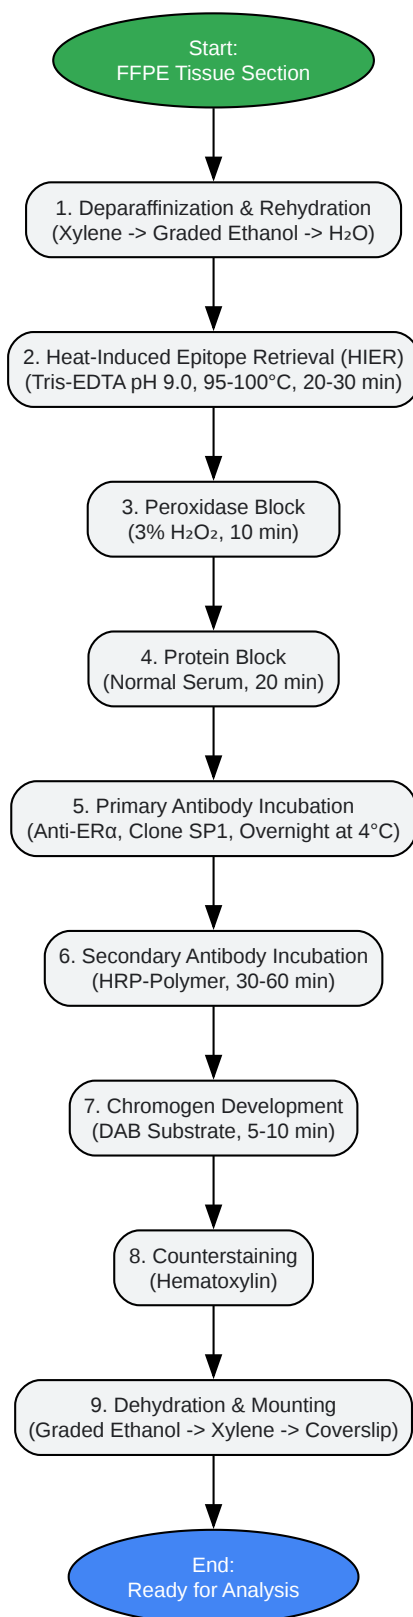 Start:
FFPE Tissue Section
1. Deparaffinization & Rehydration
(Xylene -> Graded Ethanol -> H₂O)
2. Heat-Induced Epitope Retrieval (HIER)
(Tris-EDTA pH 9.0, 95-100°C, 20-30 min)
3. Peroxidase Block
(3% H₂O₂, 10 min)
4. Protein Block
(Normal Serum, 20 min)
5. Primary Antibody Incubation
(Anti-ERα, Clone SP1, Overnight at 4°C)
6. Secondary Antibody Incubation
(HRP-Polymer, 30-60 min)
7. Chromogen Development
(DAB Substrate, 5-10 min)
8. Counterstaining
(Hematoxylin)
9. Dehydration & Mounting
(Graded Ethanol -> Xylene -> Coverslip)
End:
Ready for Analysis